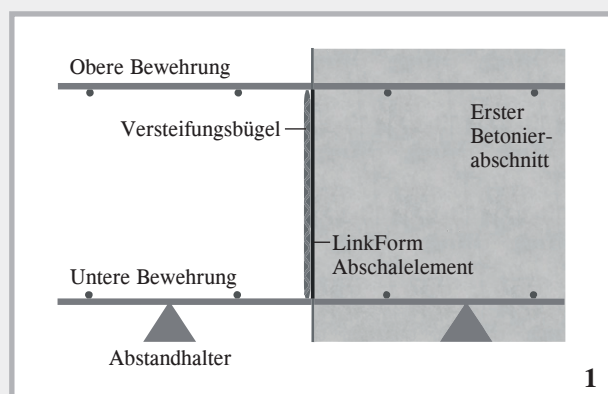 Obere Bewehrung
Versteifungsbügel
Erster
Betonier-
abschnitt
LinkForm
Abschalelement
Untere Bewehrung
Abstandhalter
1